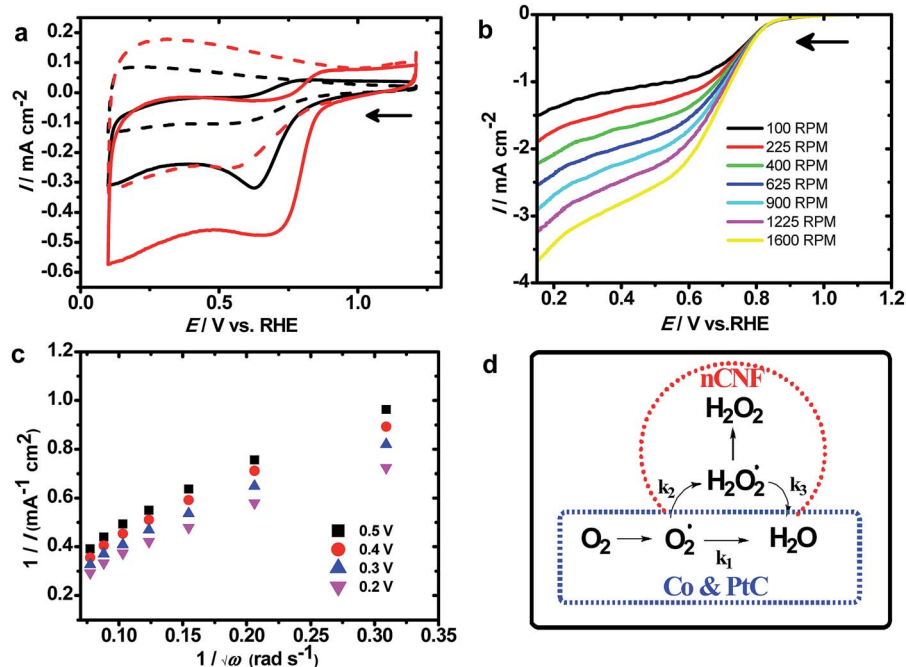 a
0.2
0.1
0.0
-0.1
-0.2
-0.3
-0.4
-0.5
-0.6
I / mA cm-2
0.0
0.5
1.0
E / V vs. RHE
b
0
-1
-2
-3
-4
I / mA cm-2
100 RPM
225 RPM
400 RPM
625 RPM
900 RPM
1225 RPM
1600 RPM
0.2
0.4
0.6
0.8
1.0
1.2
E / V vs.RHE
c
1.2
1.0
0.8
0.6
0.4
0.2
1 / I /(mA-1 cm2)
0.5 V
0.4 V
0.3 V
0.2 V
0.10
0.15
0.20
0.25
0.30
0.35
1 / √ω (rad s-1)
d
nCNF
H2O2
H2O2•
k2
k3
O2
O2•
H2O
k1
Co & PtC